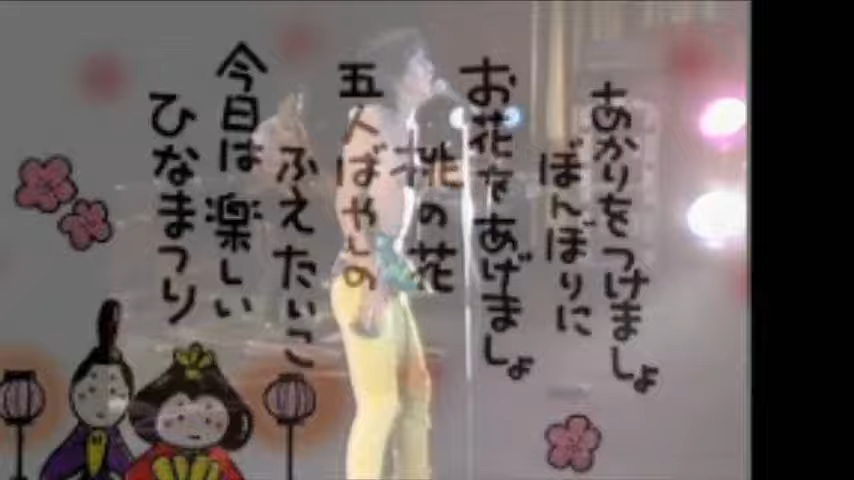 あかりをつけましょ
ぼんぼりに
お花をあげましょ
桃の花
五人ばやしの
ふえたいこ
今日は楽しい
ひなまつり